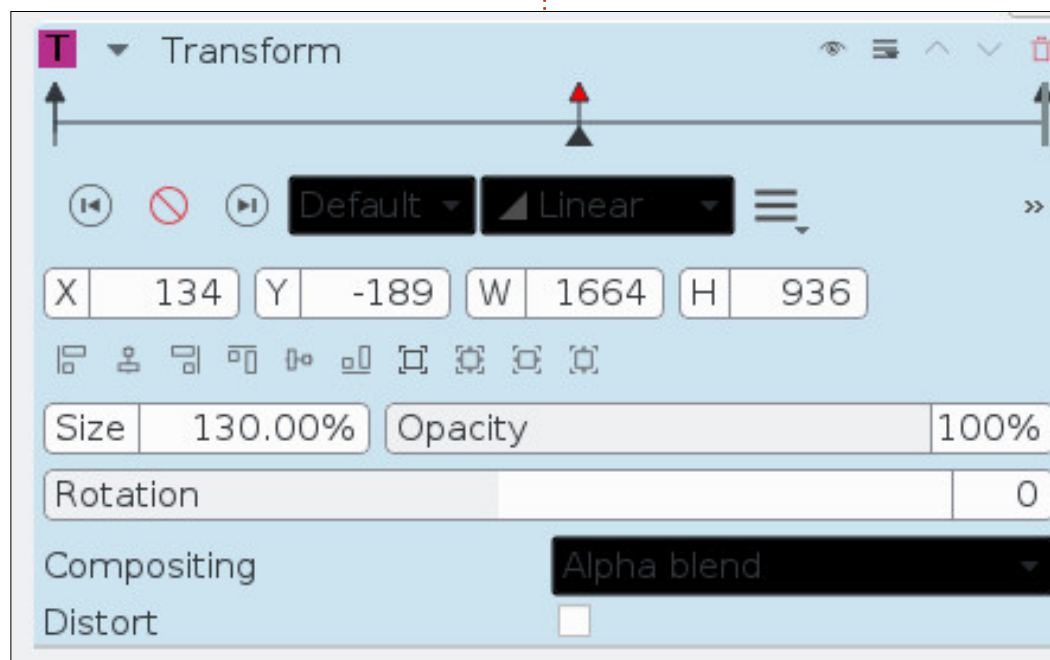 T Transform
Default Linear
X 134 Y -189 W 1664 H 936
Size 130.00% Opacity 100%
Rotation 0
Compositing Alpha blend
Distort